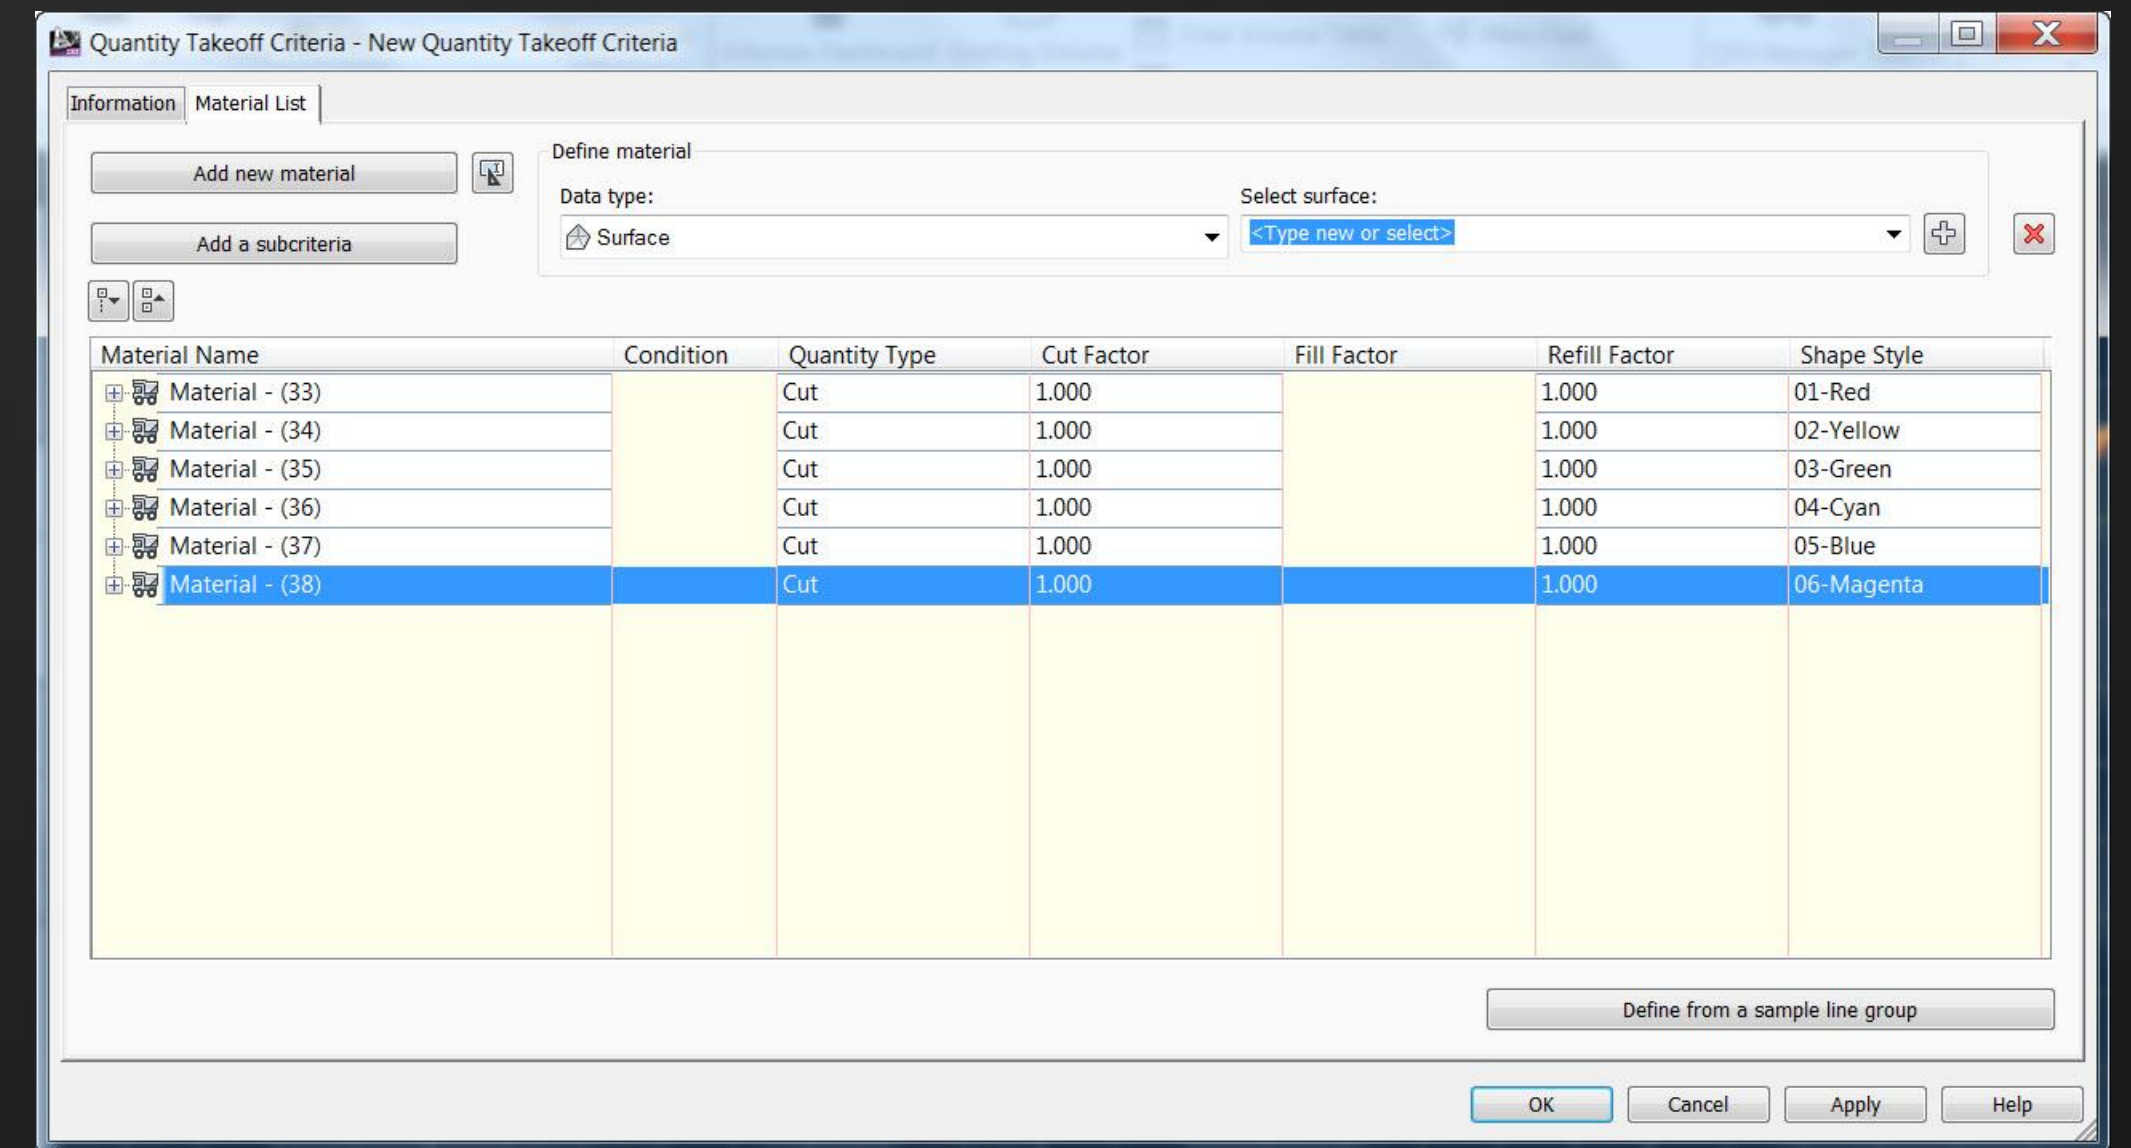 Quantity Takeoff Criteria - New Quantity Takeoff Criteria
Information Material List
Add new material
Define material
Data type: Select surface:
Surface <Type new or select>
Add a subcriteria
Material Name Condition Quantity Type Cut Factor Fill Factor Refill Factor Shape Style
Material - (33) Cut 1.000 1.000 01-Red
Material - (34) Cut 1.000 1.000 02-Yellow
Material - (35) Cut 1.000 1.000 03-Green
Material - (36) Cut 1.000 1.000 04-Cyan
Material - (37) Cut 1.000 1.000 05-Blue
Material - (38) Cut 1.000 1.000 06-Magenta
Define from a sample line group
OK Cancel Apply Help